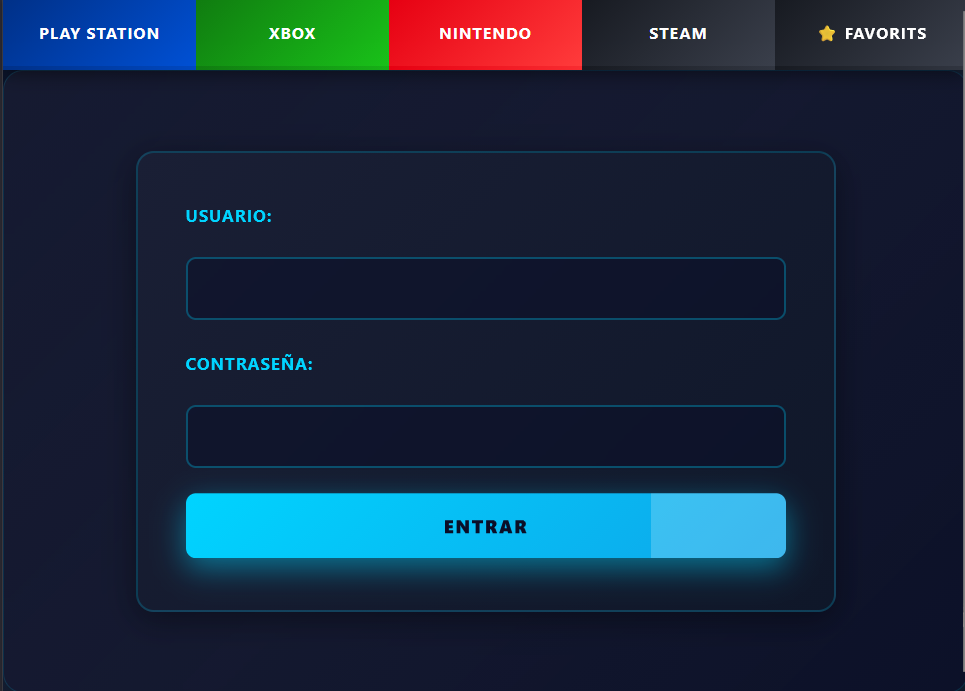 PLAY STATION XBOX NINTENDO STEAM FAVORITS
USUARIO:
CONTRASEÑA:
ENTRAR